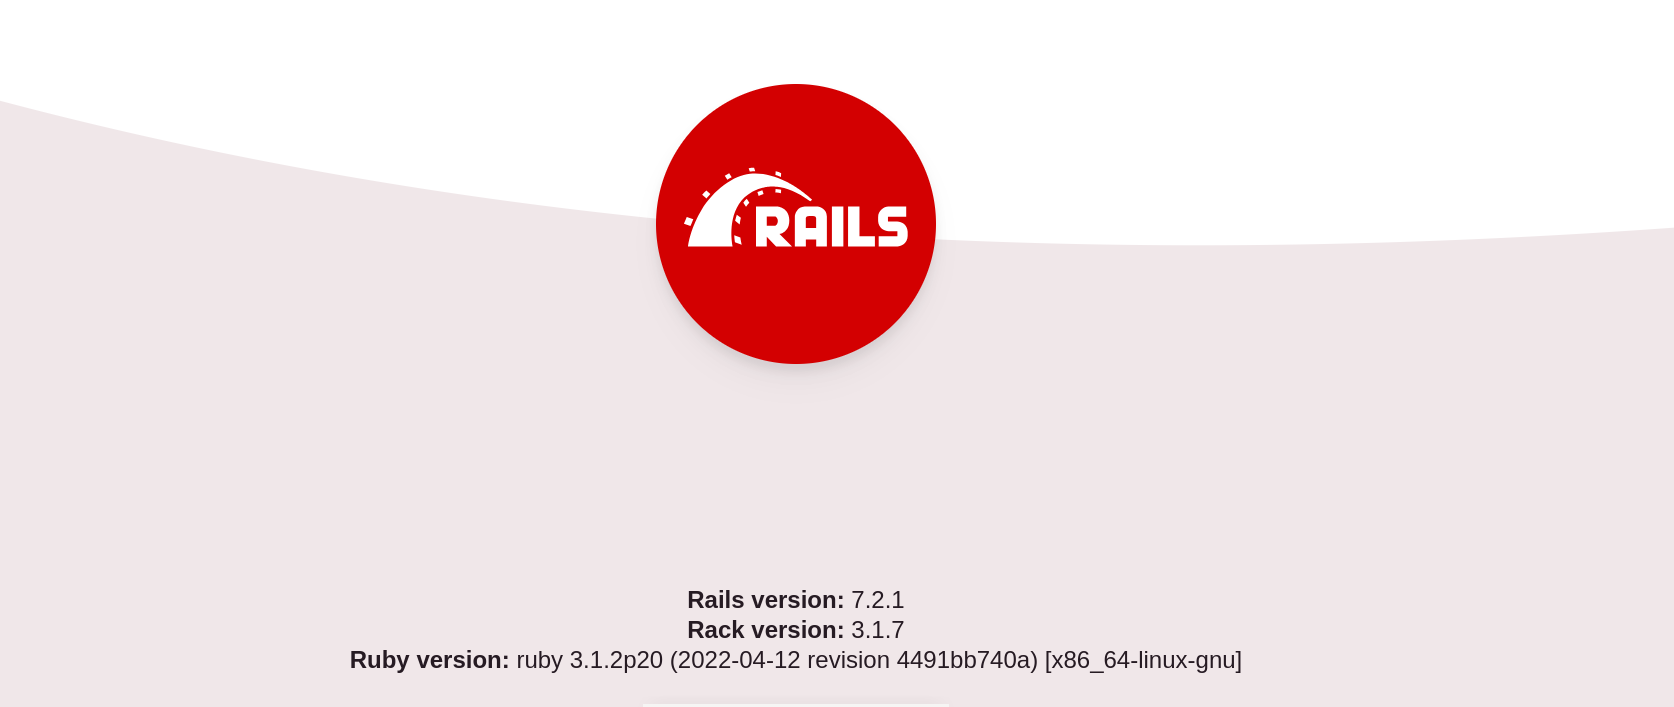 RAILS
Rails version: 7.2.1
Rack version: 3.1.7
Ruby version: ruby 3.1.2p20 (2022-04-12 revision 4491bb740a) [x86_64-linux-gnu]